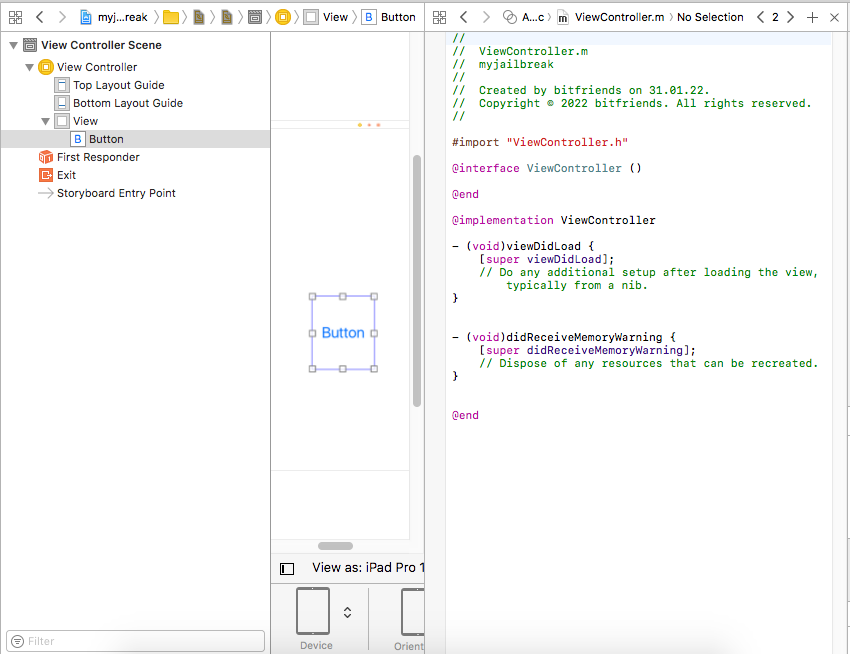 myj...reak View B Button
A...c m ViewController.m No Selection 2
View Controller Scene
View Controller
Top Layout Guide
Bottom Layout Guide
View
B Button
First Responder
Exit
Storyboard Entry Point
Filter
Button
View as: iPad Pro 1
Device
Orient
//
// ViewController.m
// myjailbreak
//
// Created by bitfriends on 31.01.22.
// Copyright © 2022 bitfriends. All rights reserved.
//
#import "ViewController.h"
@interface ViewController ()
@end
@implementation ViewController
- (void)viewDidLoad {
[super viewDidLoad];
// Do any additional setup after loading the view,
typically from a nib.
}
- (void)didReceiveMemoryWarning {
[super didReceiveMemoryWarning];
// Dispose of any resources that can be recreated.
}
@end